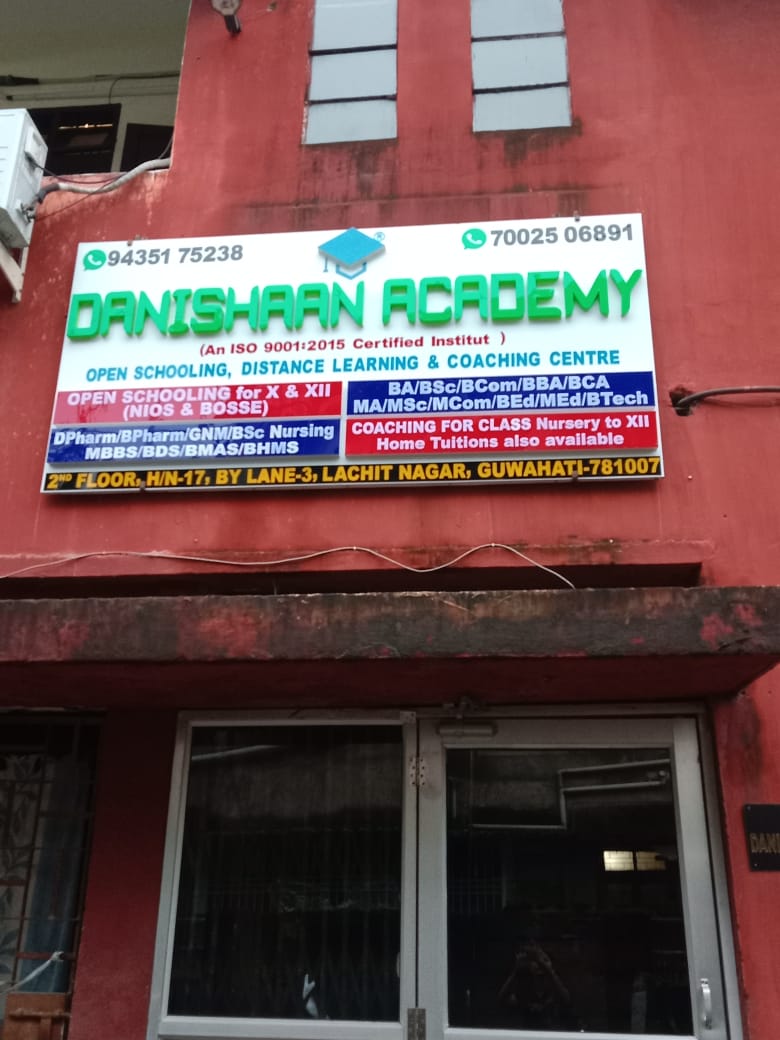 94351 75238
70002506891
DANISHAAN ACADEMY
(An ISO 9001:2015 Certified Institut )
OPEN SCHOOLING, DISTANCE LEARNING & COACHING CENTRE
OPEN SCHOOLING for X & XII
(NIOS & BOSSE)
BA/BSc/BCom/BBA/BCA
MA/MSc/MCom/BEd/MEd/BTech
DPharm/BPharm/GNM/BSc Nursing
MBBS/BDS/BMAS/BHMS
COACHING FOR CLASS Nursery to XII
Home Tuitions also available
2ND FLOOR, H/N-17, BY LANE-3, LACHIT NAGAR, GUWAHATI-781007
DANI